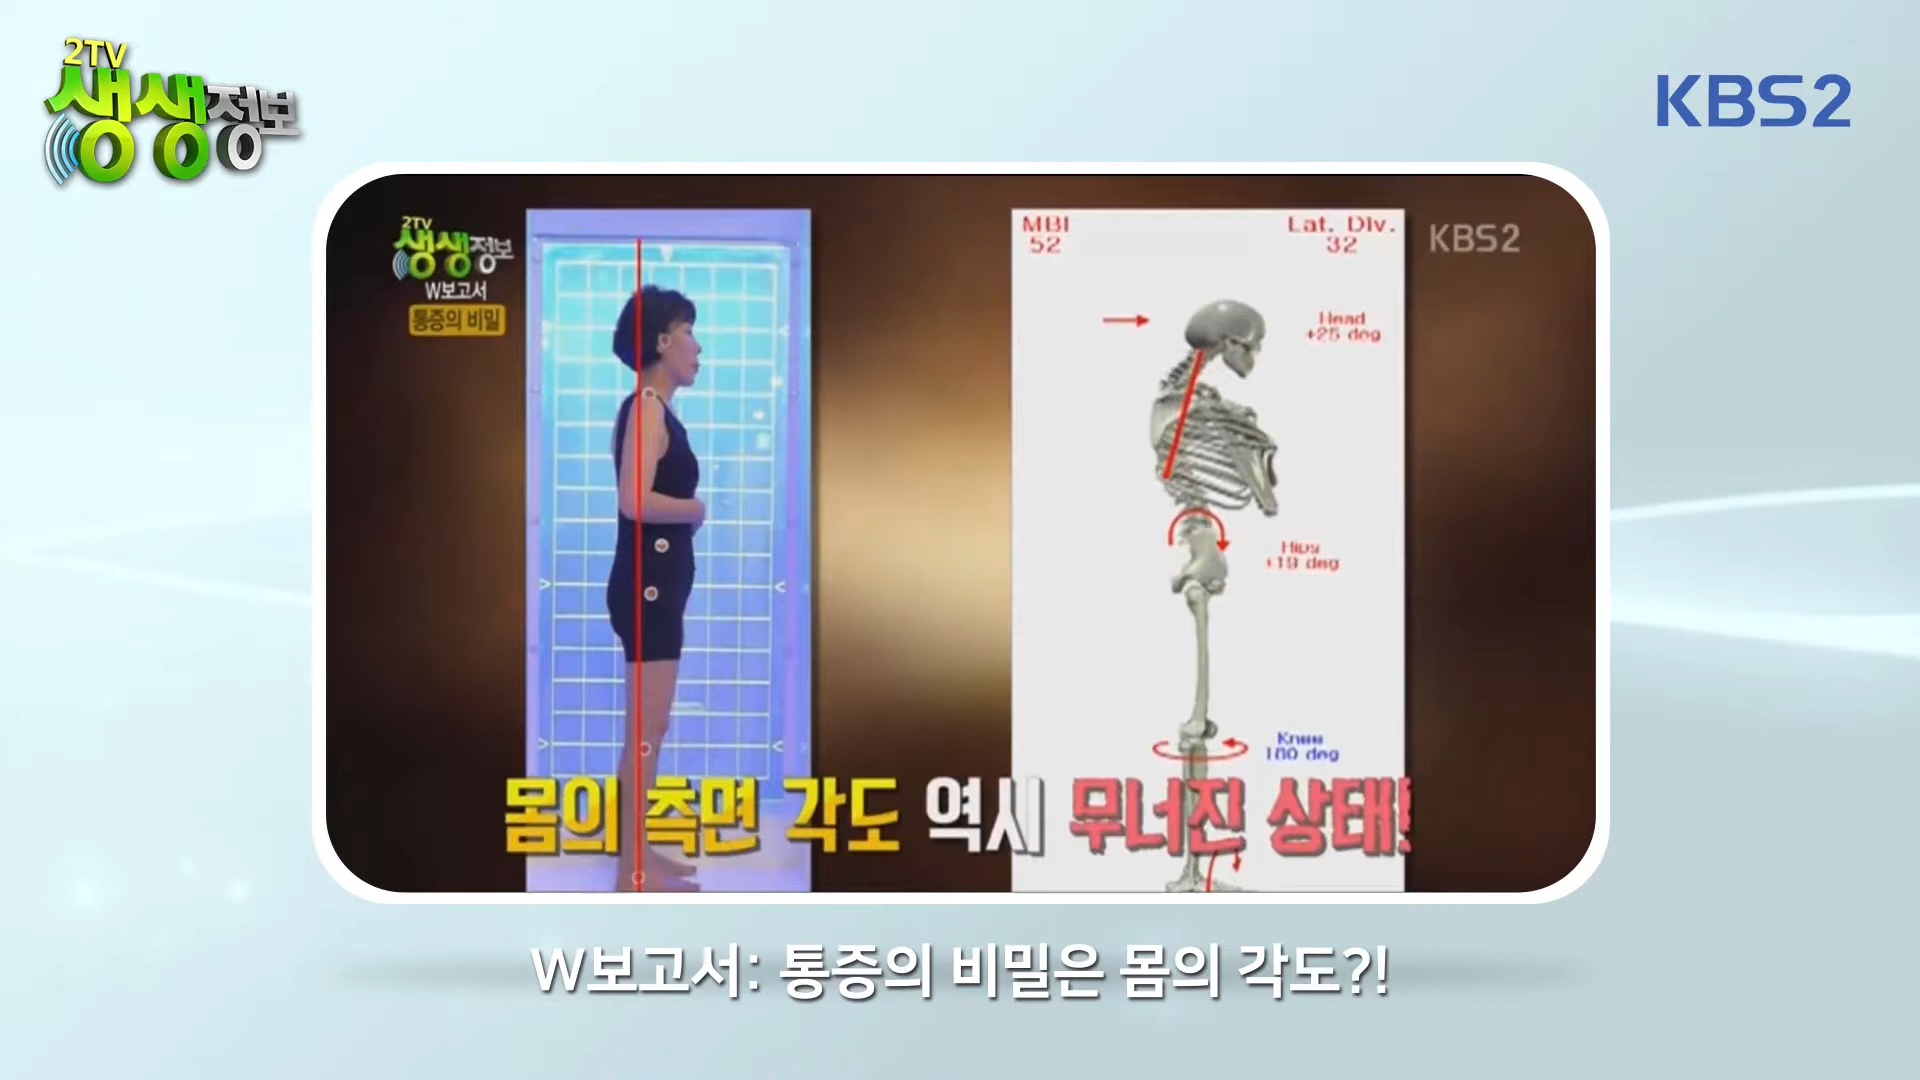 2TV
생생정보
KBS2
2TV
생생정보
W보고서
통증의 비밀
MBI
52
Lat. Div.
32
KBS2
Head
+25 deg
Hips
+19 deg
Knee
180 deg
몸의 측면 각도 역시 무너진 상태!
W보고서: 통증의 비밀은 몸의 각도?!